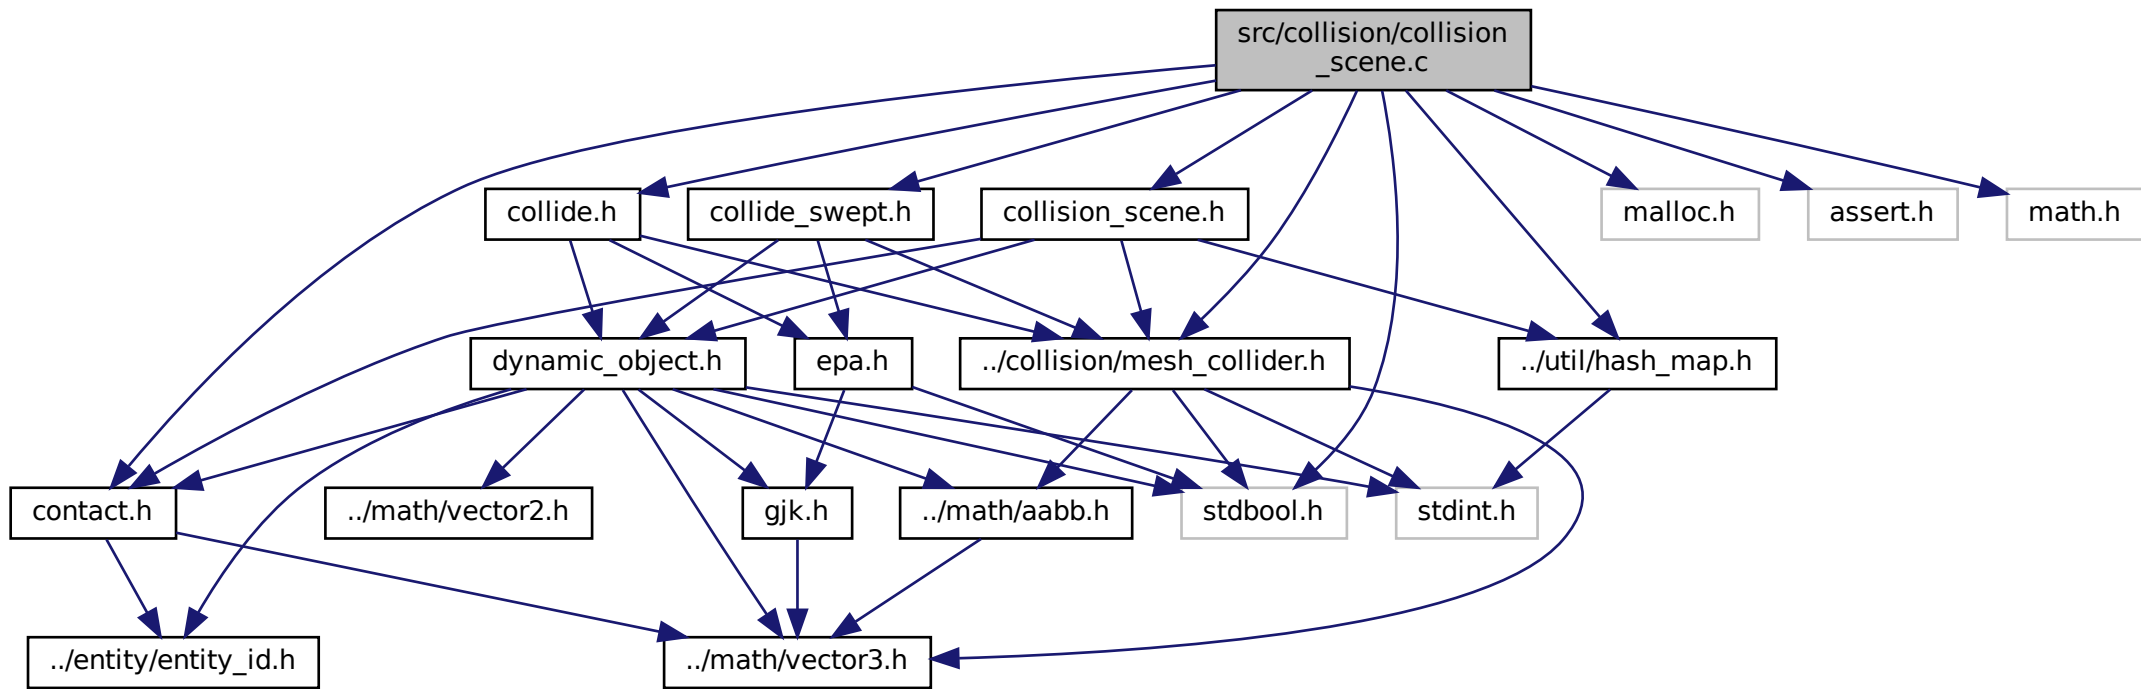 src/collision/collision
_scene.c
collide.h
collide_swept.h
collision_scene.h
malloc.h
assert.h
math.h
dynamic_object.h
epa.h
../collision/mesh_collider.h
../util/hash_map.h
contact.h
../math/vector2.h
gjk.h
../math/aabb.h
stdbool.h
stdint.h
../entity/entity_id.h
../math/vector3.h